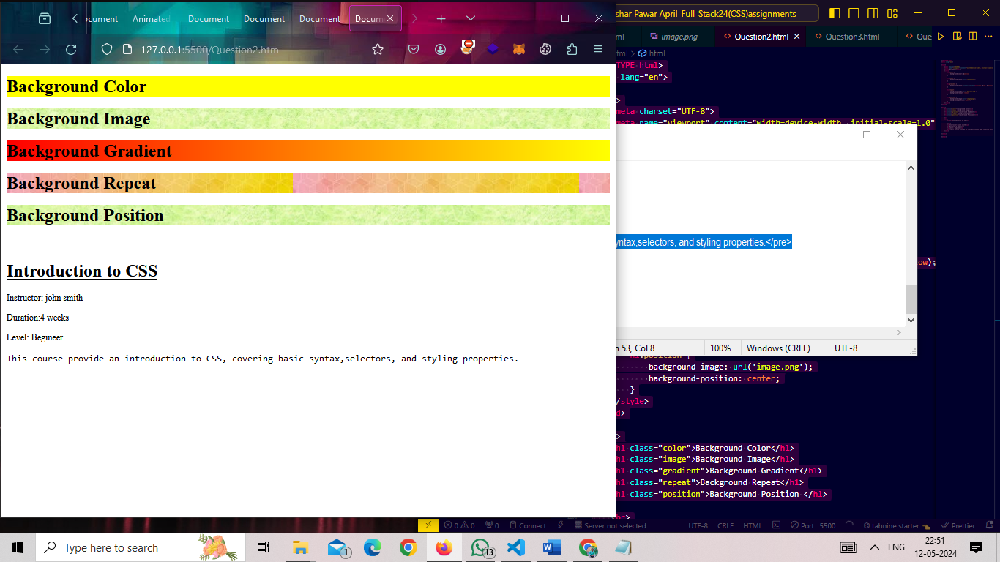 ocument
Animated
Document
Document
Document
Docum
127.0.0.1:5500/Question2.html
Background Color
Background Image
Background Gradient
Background Repeat
Background Position
Introduction to CSS
Instructor: john smith
Duration:4 weeks
Level: Begineer
This course provide an introduction to CSS, covering basic syntax,selectors, and styling properties.
shar Pawar April_Full_Stack24(CSS)assignments
ml
image.png
Question2.html
Question3.html
Que
tml > html
TYPE html>
lang="en">
>
meta charset="UTF-8">
meta name="viewport" content="width=device-width, initial-scale=1.0"
yntax,selectors, and styling properties.</pre>
ow);
n 53, Col 8
100%
Windows (CRLF)
UTF-8
h1.position {
background-image: url('image.png');
background-position: center;
}
/style>
d>
>
h1 class="color">Background Color</h1>
h1 class="image">Background Image</h1>
h1 class="gradient">Background Gradient</h1>
h1 class="repeat">Background Repeat</h1>
h1 class="position">Background Position </h1>
br>
0 0 0 Connect Server not selected UTF-8 CRLF HTML Port : 5500 tabnine starter Prettier
Type here to search
1
13
ENG
22:51
12-05-2024